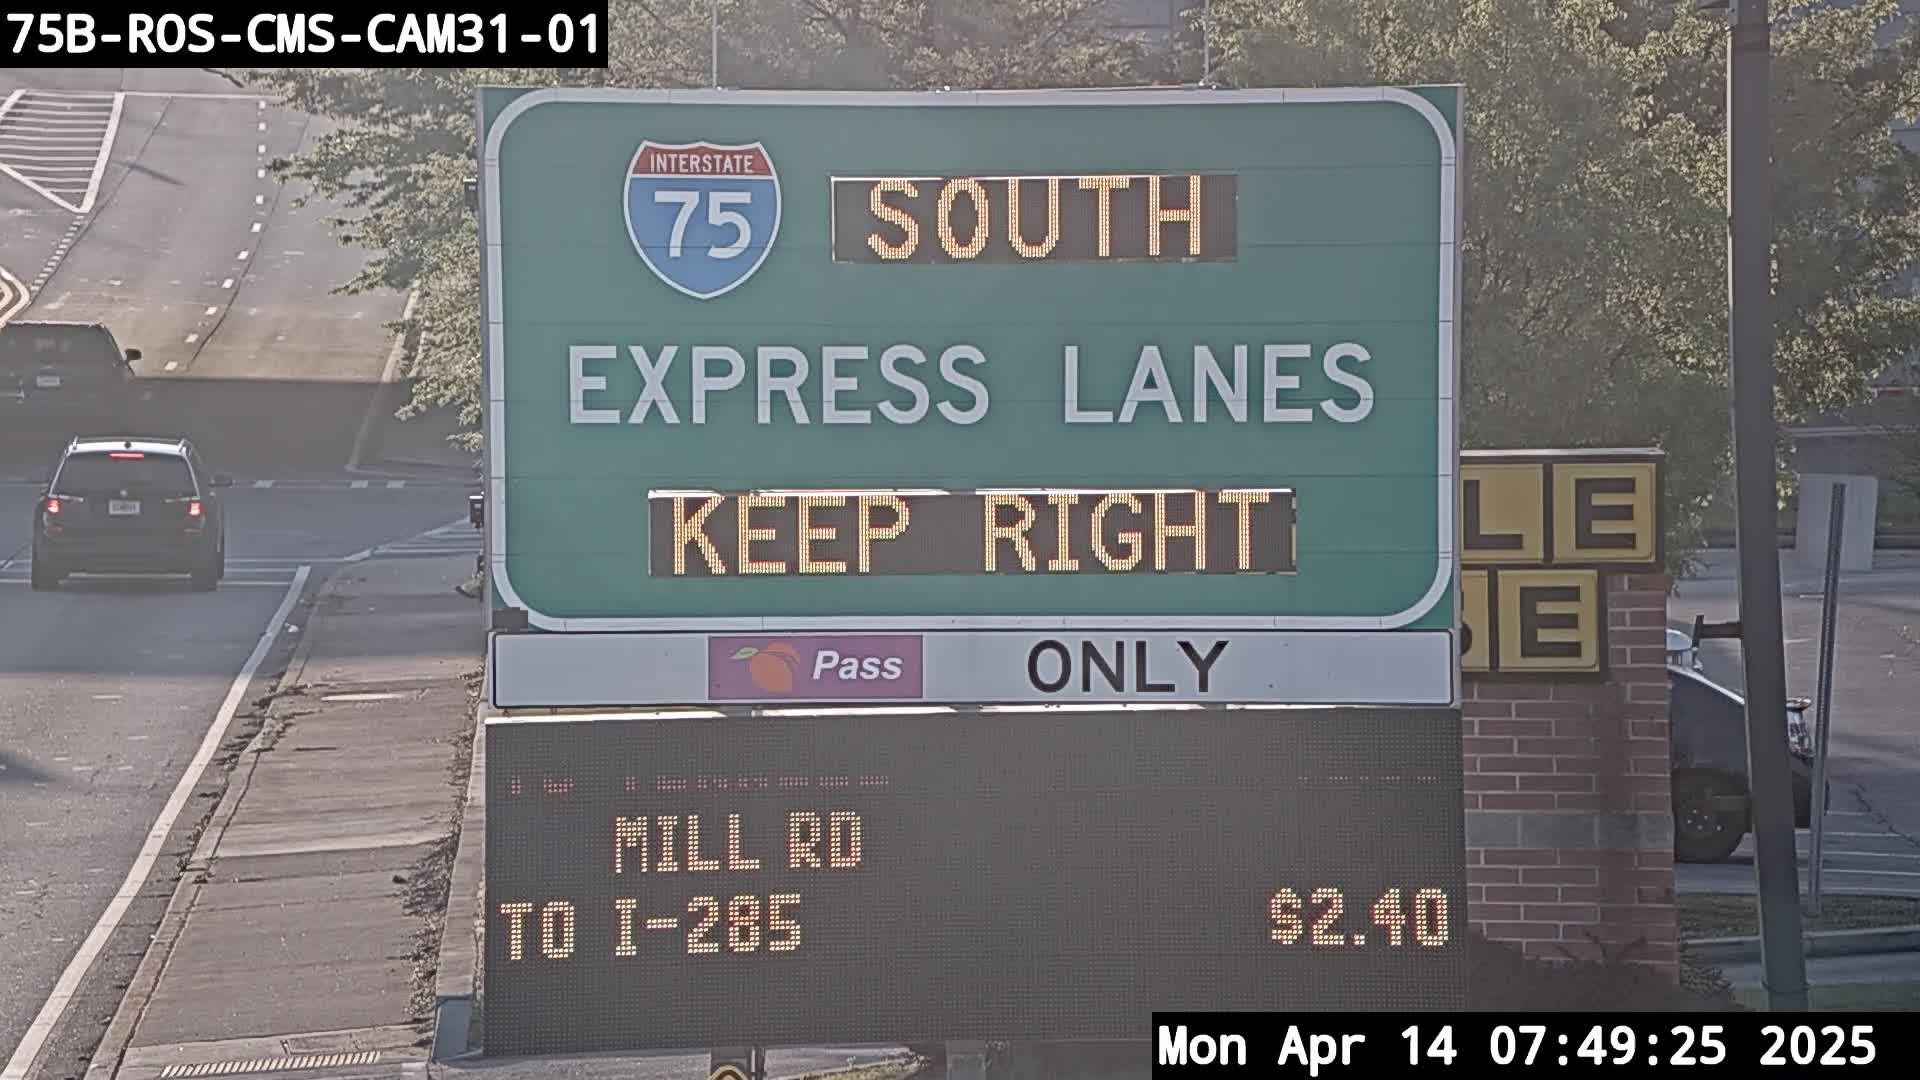 75B-ROS-CMS-CAM31-01
INTERSTATE
75
SOUTH
EXPRESS LANES
KEEP RIGHT
Pass ONLY
MILL RD
TO I-285 $2.40
LE
E
Mon Apr 14 07:49:25 2025